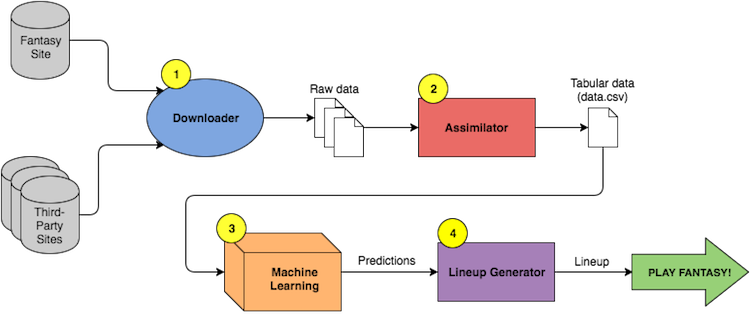 Fantasy
Site
1
Downloader
Raw data
2
Assimilator
Tabular data
(data.csv)
Third-
Party
Sites
3
Machine
Learning
Predictions
4
Lineup Generator
Lineup
PLAY FANTASY!